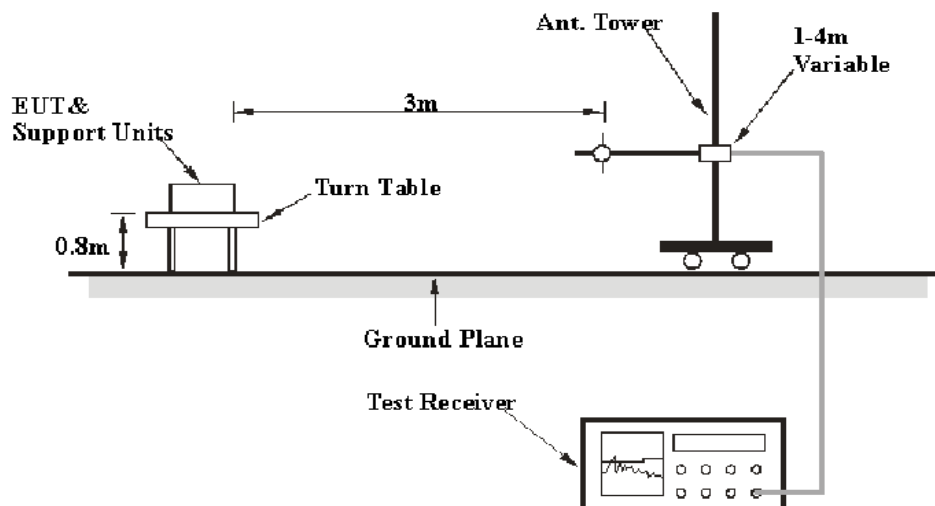 Ant. Tower
1-4m
Variable
EUT&
Support Units
3m
Turn Table
0.8m
Ground Plane
Test Receiver